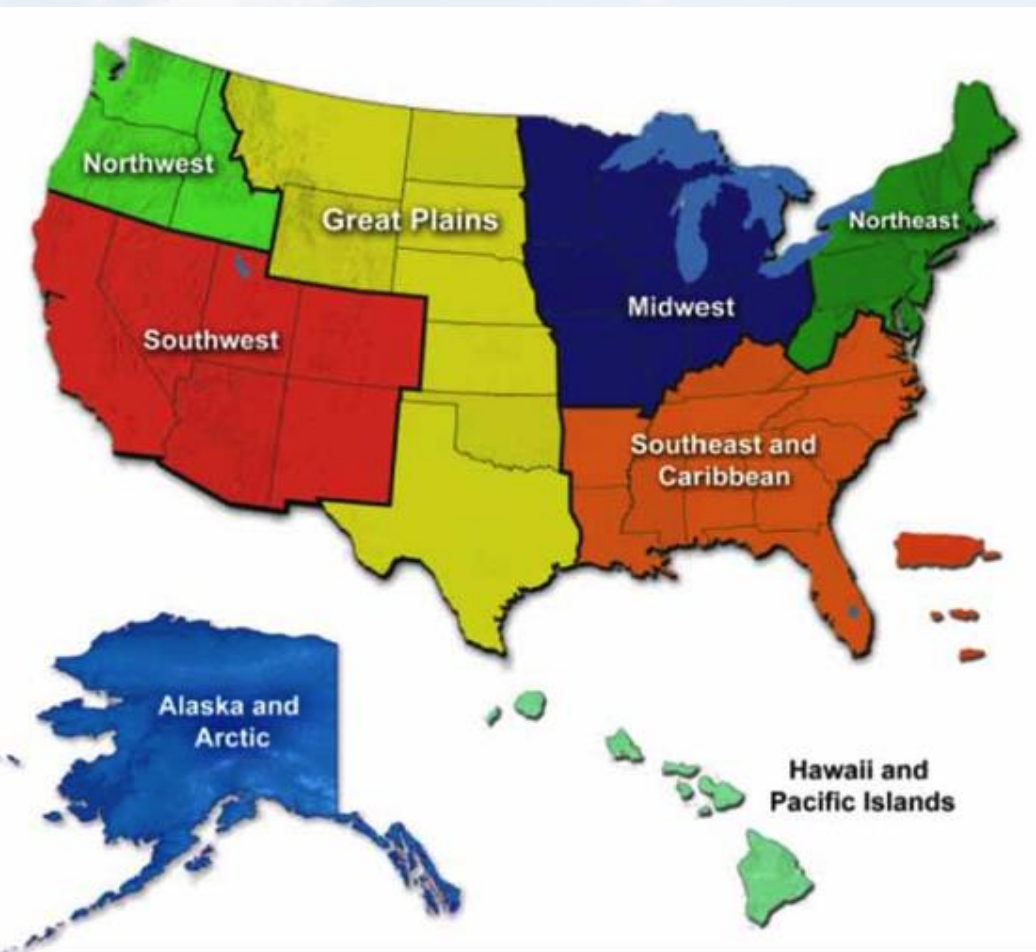 Northwest
Great Plains
Northeast
Midwest
Southwest
Southeast and
Caribbean
Alaska and
Arctic
Hawaii and
Pacific Islands